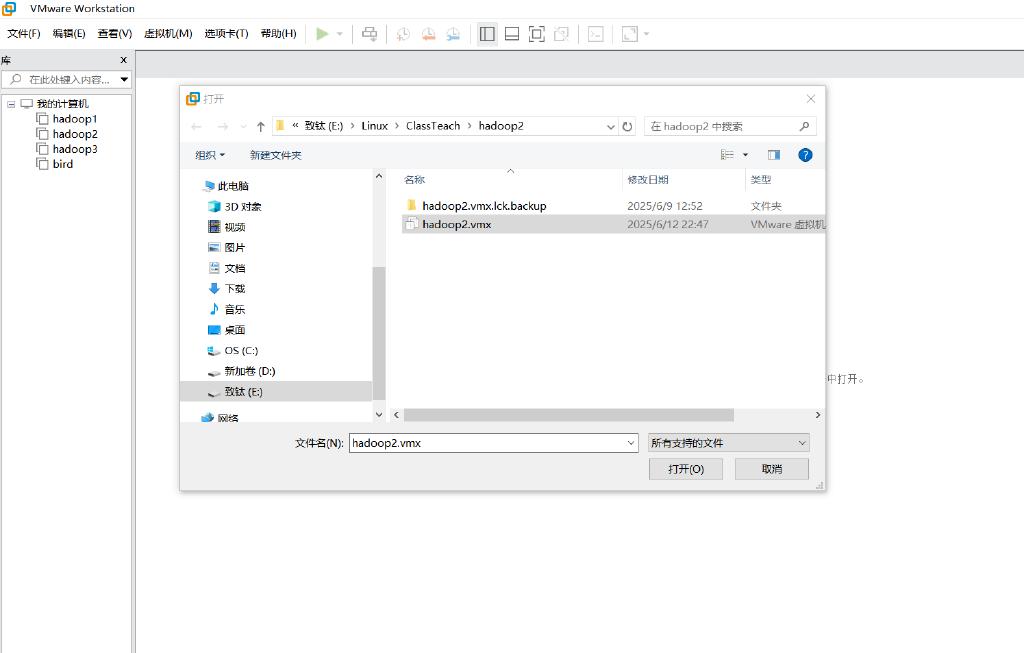 VMware Workstation
文件(F) 编辑(E) 查看(V) 虚拟机(M) 选项卡(T) 帮助(H)
库
在此处键入内容...
我的计算机
hadoop1
hadoop2
hadoop3
bird
打开
« 致钛 (E:) › Linux › ClassTeach › hadoop2
在 hadoop2 中搜索
组织 新建文件夹
此电脑
3D 对象
视频
图片
文档
下载
音乐
桌面
OS (C:)
新加卷 (D:)
致钛 (E:)
网络
名称 修改日期 类型
hadoop2.vmx.lck.backup 2025/6/9 12:52 文件夹
hadoop2.vmx 2025/6/12 22:47 VMware 虚拟机
中打开。
文件名(N): hadoop2.vmx 所有支持的文件
打开(O) 取消